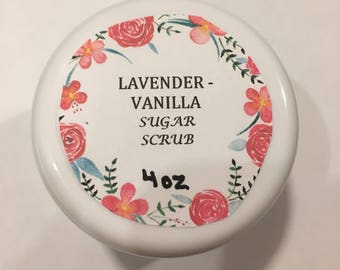 LAVENDER -
VANILLA
SUGAR
SCRUB
4oz